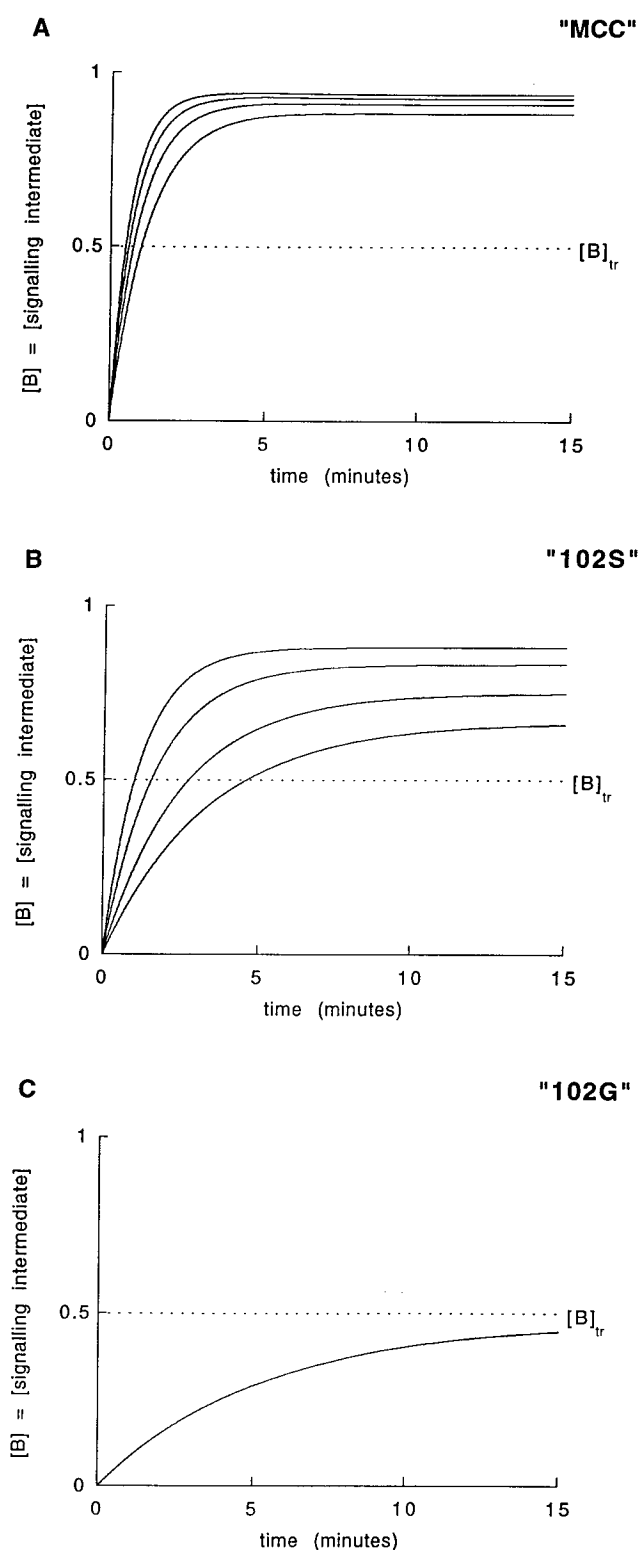 A
"MCC"
1
0.5
0
[B] = [signalling intermediate]
[B]tr
0 5 10 15
time (minutes)
B
"102S"
1
0.5
0
[B] = [signalling intermediate]
[B]tr
0 5 10 15
time (minutes)
C
"102G"
1
0.5
0
[B] = [signalling intermediate]
[B]tr
0 5 10 15
time (minutes)